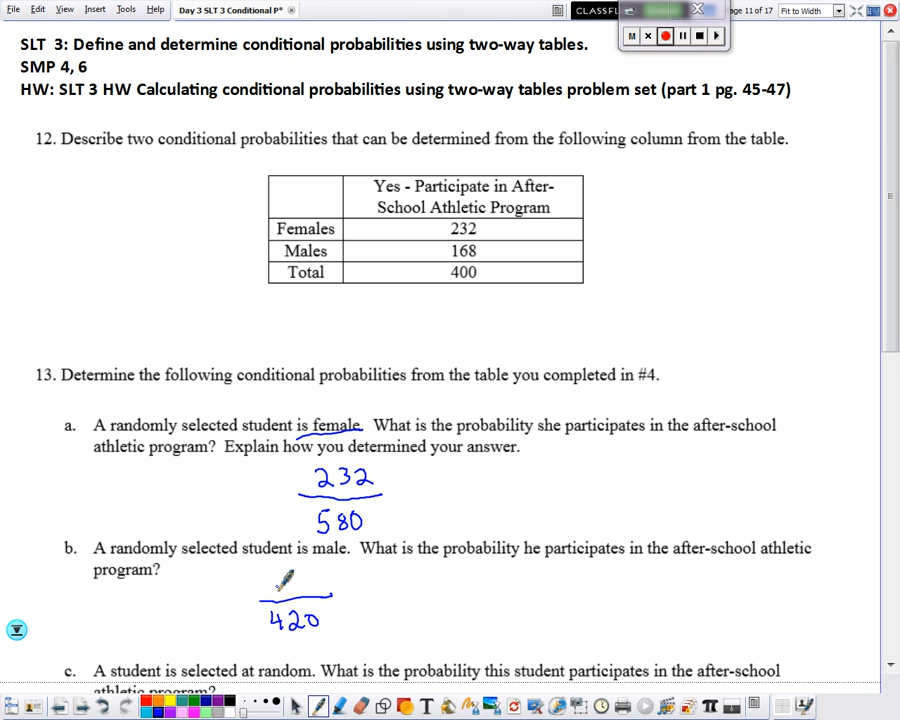 File Edit View Insert Tools Help Day 3 SLT 3 Conditional P* CLASSFL age 11 of 17 Fit to Width
M
SLT 3: Define and determine conditional probabilities using two-way tables.
SMP 4, 6
HW: SLT 3 HW Calculating conditional probabilities using two-way tables problem set (part 1 pg. 45-47)
12. Describe two conditional probabilities that can be determined from the following column from the table.
Yes - Participate in After-
School Athletic Program
Females 232
Males 168
Total 400
13. Determine the following conditional probabilities from the table you completed in #4.
a. A randomly selected student is female. What is the probability she participates in the after-school
athletic program? Explain how you determined your answer.
232
580
b. A randomly selected student is male. What is the probability he participates in the after-school athletic
program?
420
c. A student is selected at random. What is the probability this student participates in the after-school
athletic program?